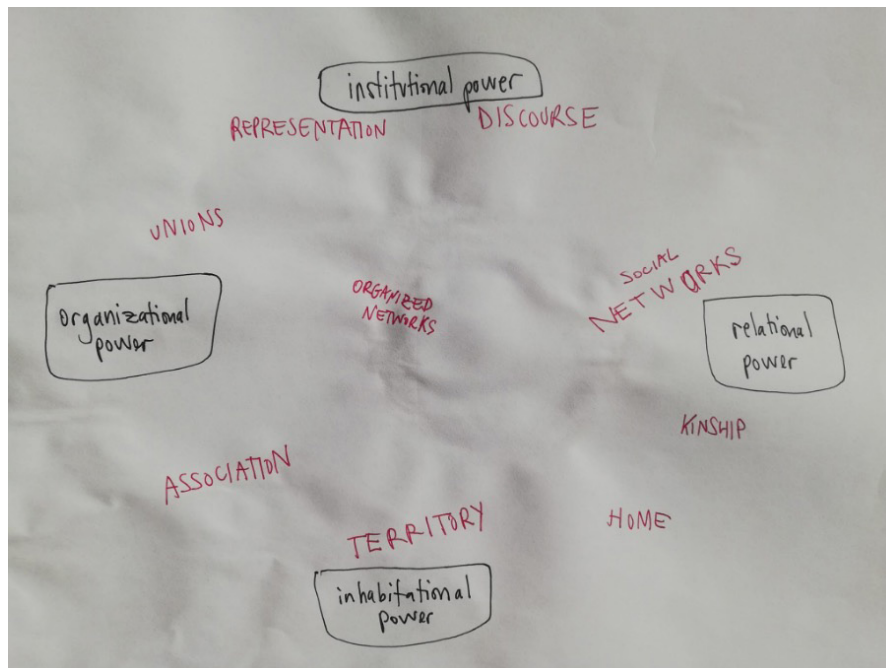 institutional power
REPRESENTATION
DISCOURSE
UNIONS
SOCIAL
NETWORKS
ORGANIZED
NETWORKS
organizational
power
relational
power
KINSHIP
ASSOCIATION
TERRITORY
HOME
inhabitational
power